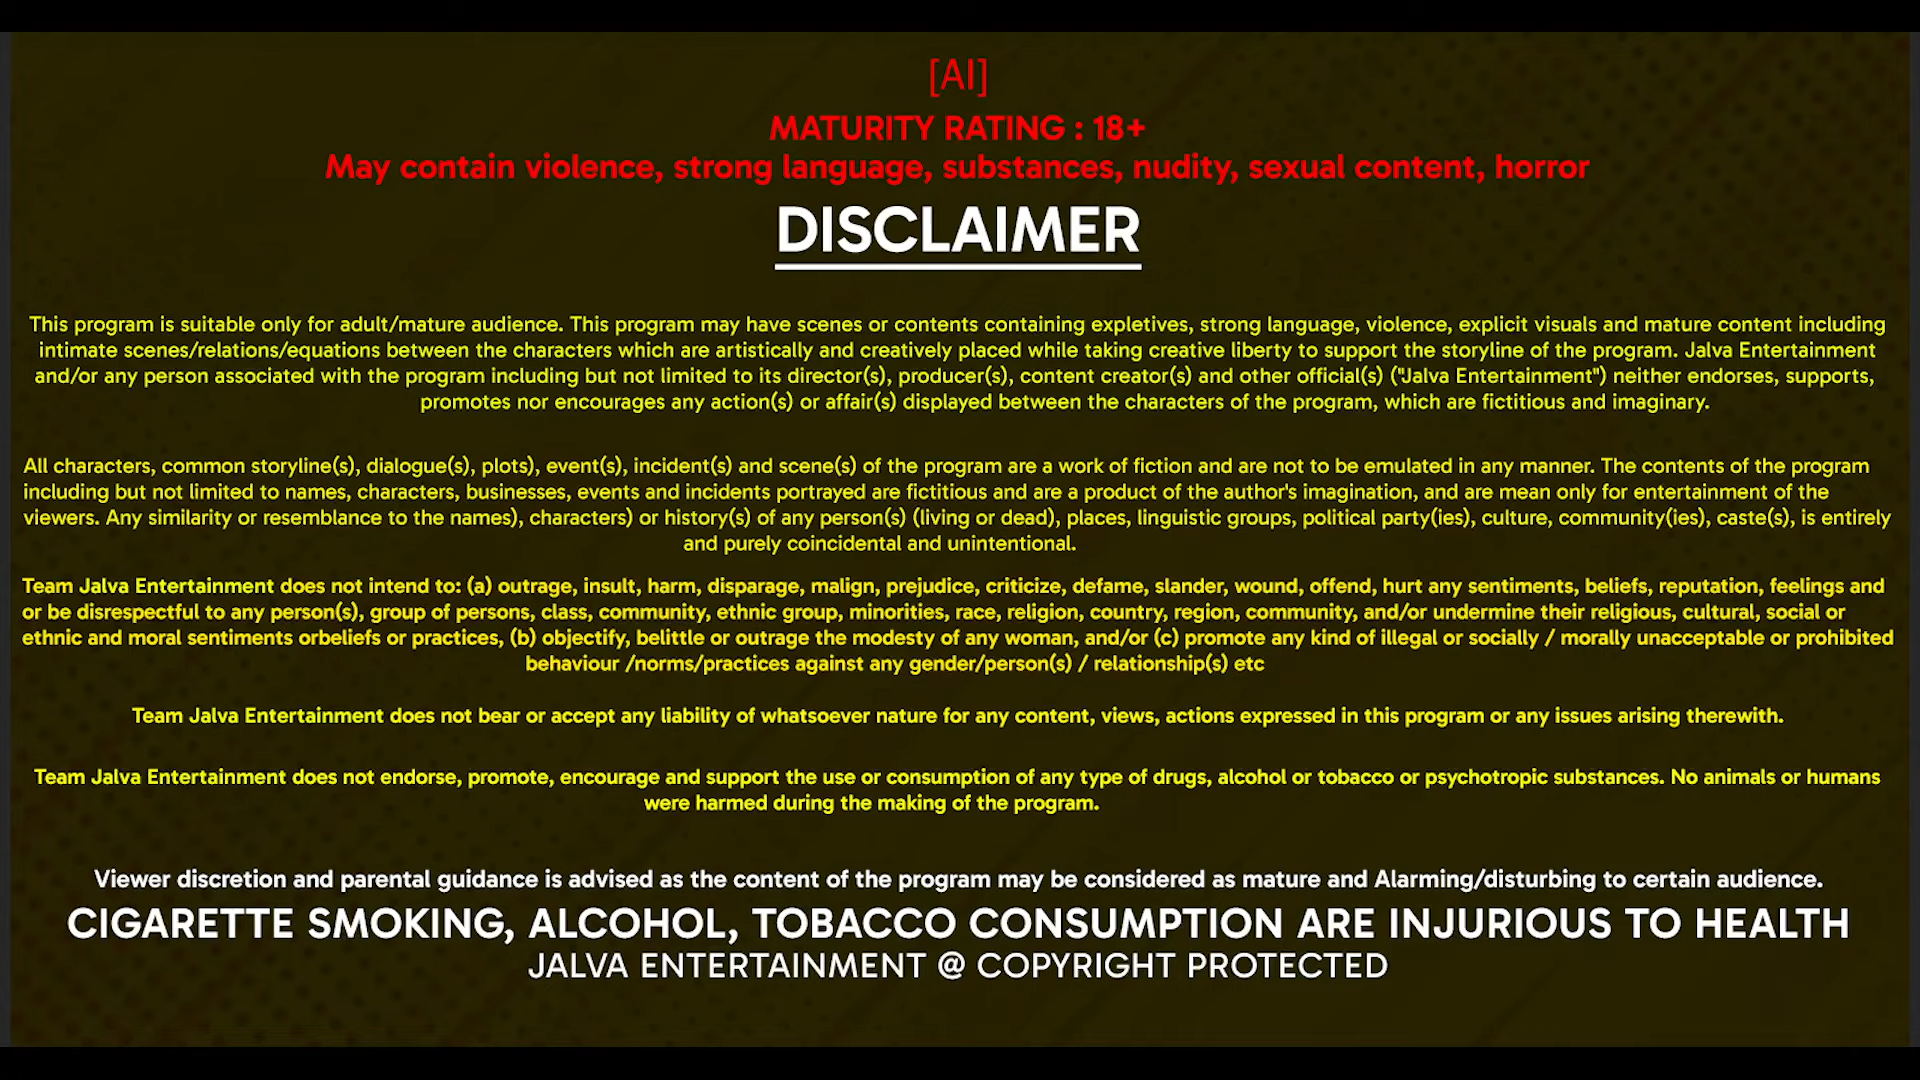 [AI]
MATURITY RATING : 18+
May contain violence, strong language, substances, nudity, sexual content, horror
DISCLAIMER
This program is suitable only for adult/mature audience. This program may have scenes or contents containing expletives, strong language, violence, explicit visuals and mature content including
intimate scenes/relations/equations between the characters which are artistically and creatively placed while taking creative liberty to support the storyline of the program. Jalva Entertainment
and/or any person associated with the program including but not limited to its director(s), producer(s), content creator(s) and other official(s) ("Jalva Entertainment") neither endorses, supports,
promotes nor encourages any action(s) or affair(s) displayed between the characters of the program, which are fictitious and imaginary.
All characters, common storyline(s), dialogue(s), plots), event(s), incident(s) and scene(s) of the program are a work of fiction and are not to be emulated in any manner. The contents of the program
including but not limited to names, characters, businesses, events and incidents portrayed are fictitious and are a product of the author's imagination, and are mean only for entertainment of the
viewers. Any similarity or resemblance to the names), characters) or history(s) of any person(s) (living or dead), places, linguistic groups, political party(ies), culture, community(ies), caste(s), is entirely
and purely coincidental and unintentional.
Team Jalva Entertainment does not intend to: (a) outrage, insult, harm, disparage, malign, prejudice, criticize, defame, slander, wound, offend, hurt any sentiments, beliefs, reputation, feelings and
or be disrespectful to any person(s), group of persons, class, community, ethnic group, minorities, race, religion, country, region, community, and/or undermine their religious, cultural, social or
ethnic and moral sentiments orbeliefs or practices, (b) objectify, belittle or outrage the modesty of any woman, and/or (c) promote any kind of illegal or socially / morally unacceptable or prohibited
behaviour /norms/practices against any gender/person(s) / relationship(s) etc
Team Jalva Entertainment does not bear or accept any liability of whatsoever nature for any content, views, actions expressed in this program or any issues arising therewith.
Team Jalva Entertainment does not endorse, promote, encourage and support the use or consumption of any type of drugs, alcohol or tobacco or psychotropic substances. No animals or humans
were harmed during the making of the program.
Viewer discretion and parental guidance is advised as the content of the program may be considered as mature and Alarming/disturbing to certain audience.
CIGARETTE SMOKING, ALCOHOL, TOBACCO CONSUMPTION ARE INJURIOUS TO HEALTH
JALVA ENTERTAINMENT @ COPYRIGHT PROTECTED